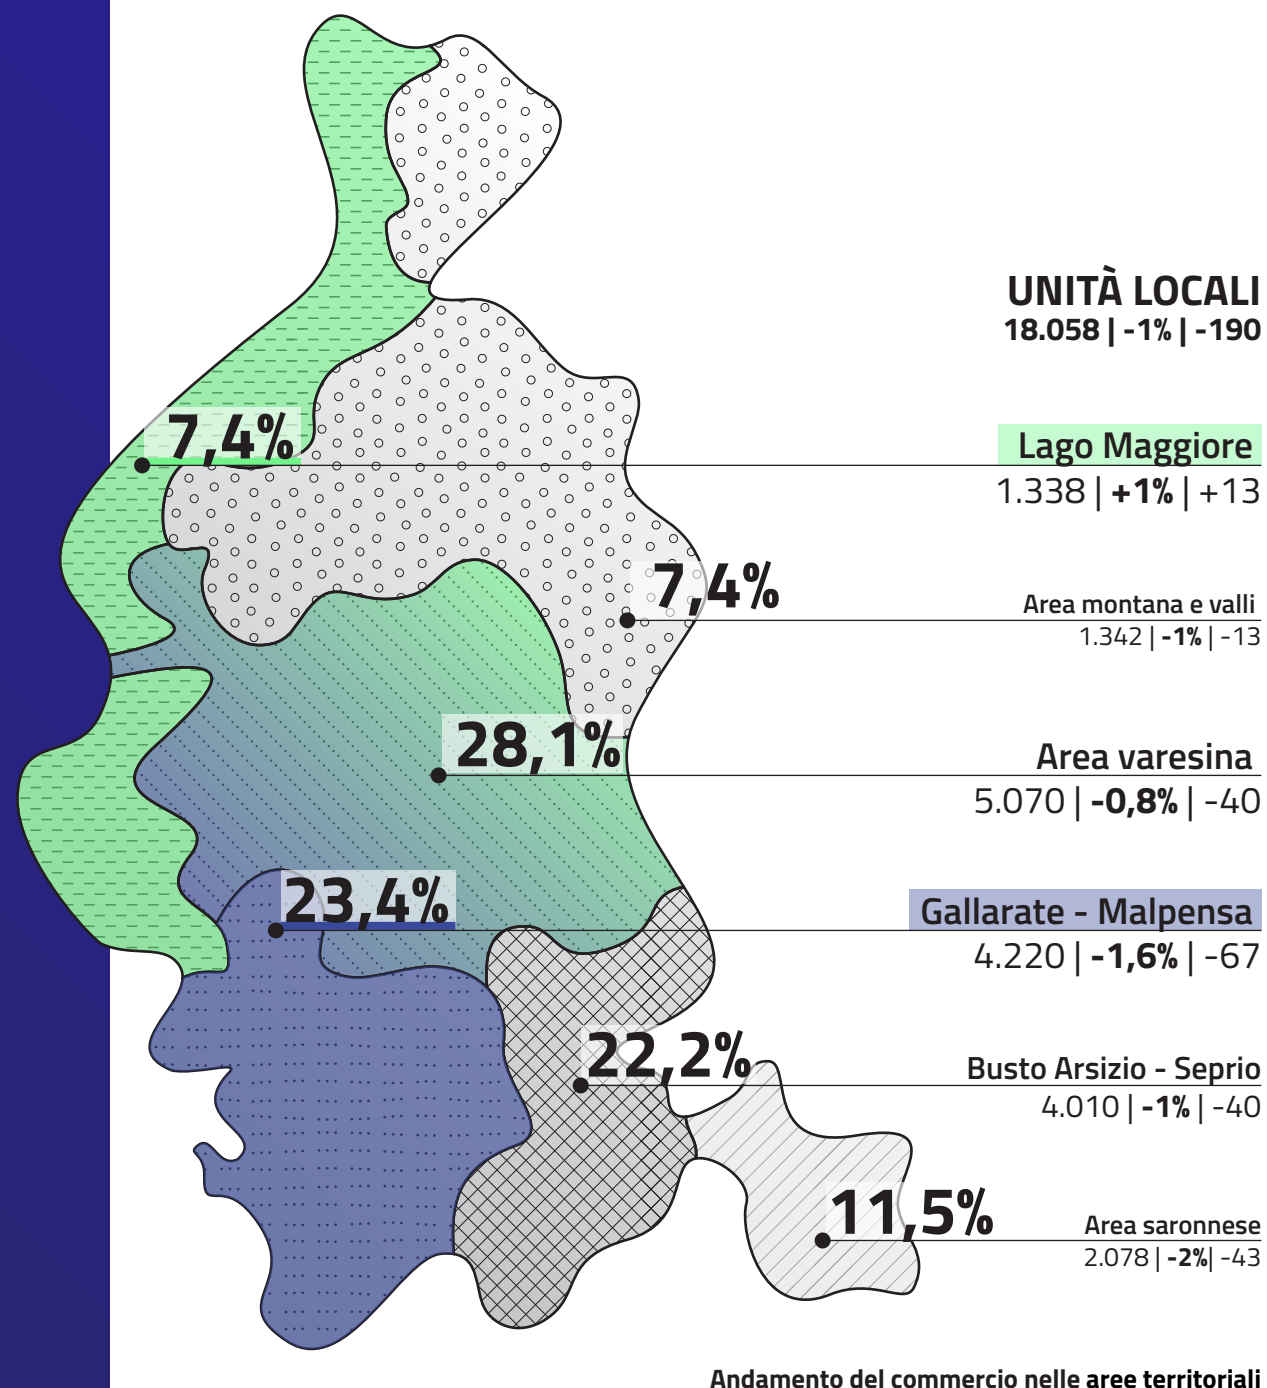 UNITÀ LOCALI
18.058 | -1% | -190
7,4%
Lago Maggiore
1.338 | +1% | +13
7,4%
Area montana e valli
1.342 | -1% | -13
28,1%
Area varesina
5.070 | -0,8% | -40
23,4%
Gallarate - Malpensa
4.220 | -1,6% | -67
22,2%
Busto Arsizio - Seprio
4.010 | -1% | -40
11,5%
Area saronnese
2.078 | -2%| -43
Andamento del commercio nelle aree territoriali